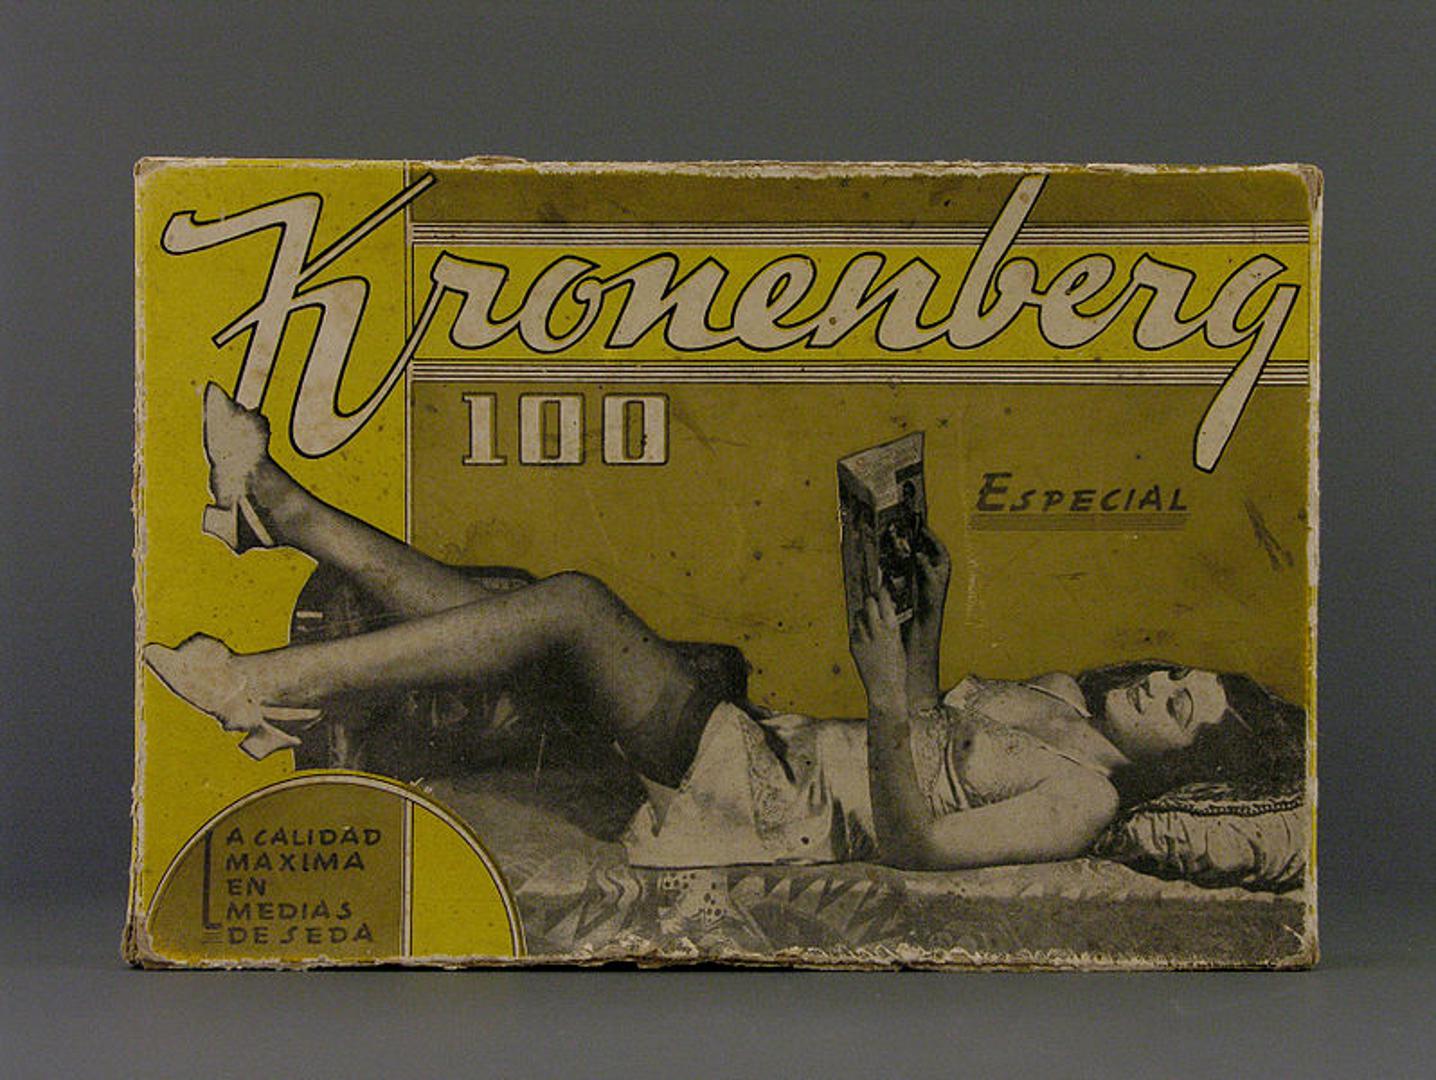 Kronenberg
100
ESPECIAL
LA CALIDAD
MAXIMA
EN
MEDIAS
DE SEDA